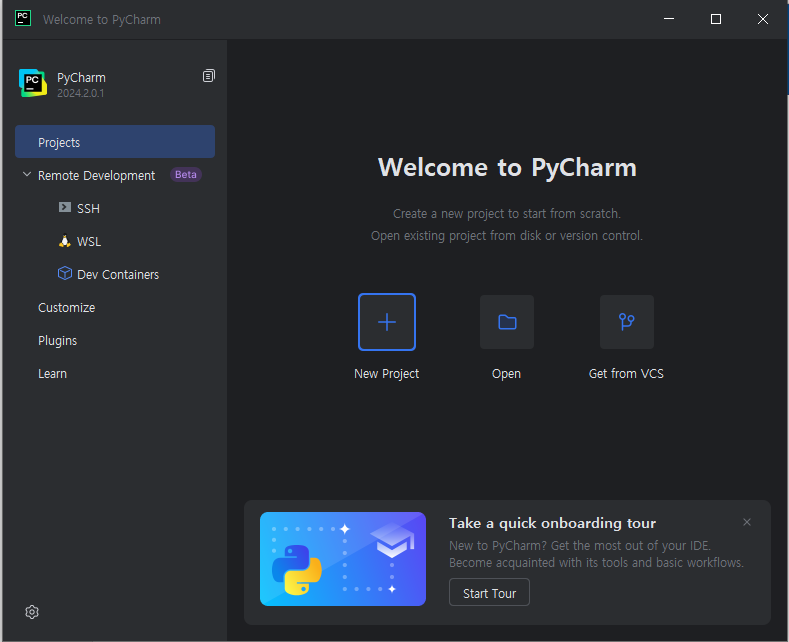 PC Welcome to PyCharm
PC PyCharm
2024.2.0.1
Projects
Remote Development Beta
SSH
WSL
Dev Containers
Customize
Plugins
Learn
Welcome to PyCharm
Create a new project to start from scratch.
Open existing project from disk or version control.
New Project Open Get from VCS
Take a quick onboarding tour
New to PyCharm? Get the most out of your IDE.
Become acquainted with its tools and basic workflows.
Start Tour